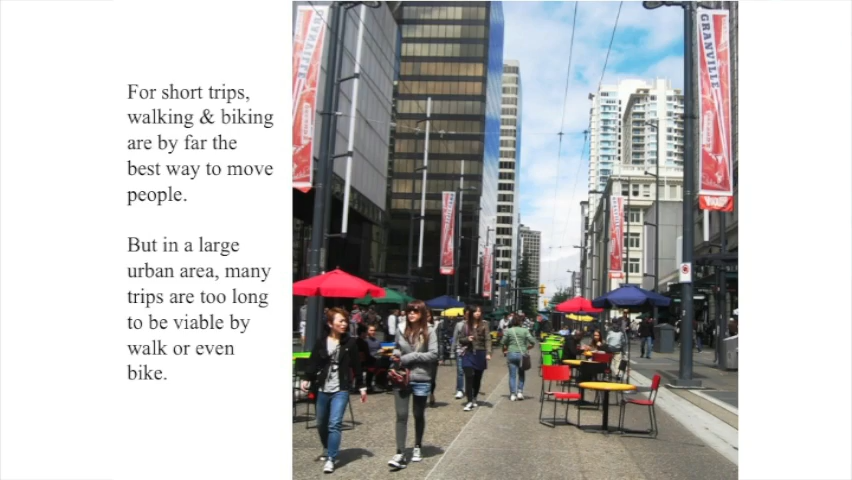 For short trips,
walking & biking
are by far the
best way to move
people.
But in a large
urban area, many
trips are too long
to be viable by
walk or even
bike.
GRANVILLE
GRANVILLE